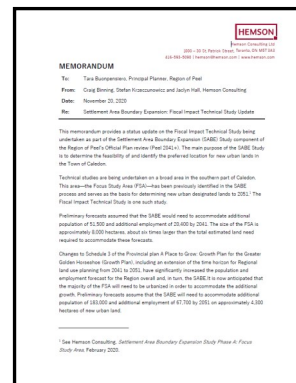 HEMSON
Hemson Consulting Ltd
1000 – 30 St. Patrick Street, Toronto, ON M5T 3A3
416-593-5090 | hemson@hemson.com | www.hemson.com
MEMORANDUM
To: Tara Buonpensiero, Principal Planner, Region of Peel
From: Craig Binning, Stefan Krzeczunowicz and Jaclyn Hall, Hemson Consulting
Date: November 20, 2020
Re: Settlement Area Boundary Expansion: Fiscal Impact Technical Study Update
This memorandum provides a status update on the Fiscal Impact Technical Study being
undertaken as part of the Settlement Area Boundary Expansion (SABE) Study component of
the Region of Peel's Official Plan review (Peel 2041+). The main purpose of the SABE Study
is to determine the feasibility of and identify the preferred location for new urban lands in
the Town of Caledon.
Technical studies are being undertaken on a broad area in the southern part of Caledon.
This area—the Focus Study Area (FSA)—has been previously identified in the SABE
process and serves as the basis for determining new urban designated lands to 2051.¹ The
Fiscal Impact Technical Study is one such study.
Preliminary forecasts assumed that the SABE would need to accommodate additional
population of 51,500 and additional employment of 20,400 by 2041. The size of the FSA is
approximately 8,000 hectares, about six times larger than the total estimated land need
required to accommodate these forecasts.
Changes to Schedule 3 of the Provincial plan A Place to Grow: Growth Plan for the Greater
Golden Horseshoe (Growth Plan), including an extension of the time horizon for Regional
land use planning from 2041 to 2051, have significantly increased the population and
employment forecast for the Region overall and, in turn, the SABE. It is now anticipated that
the majority of the FSA will need to be urbanized in order to accommodate the additional
growth. Preliminary forecasts assume that the SABE will need to accommodate additional
population of 183,000 and additional employment of 67,700 by 2051 on approximately 4,300
hectares of new urban land.
¹ See Hemson Consulting, Settlement Area Boundary Expansion Study Phase A: Focus
Study Area. February 2020.